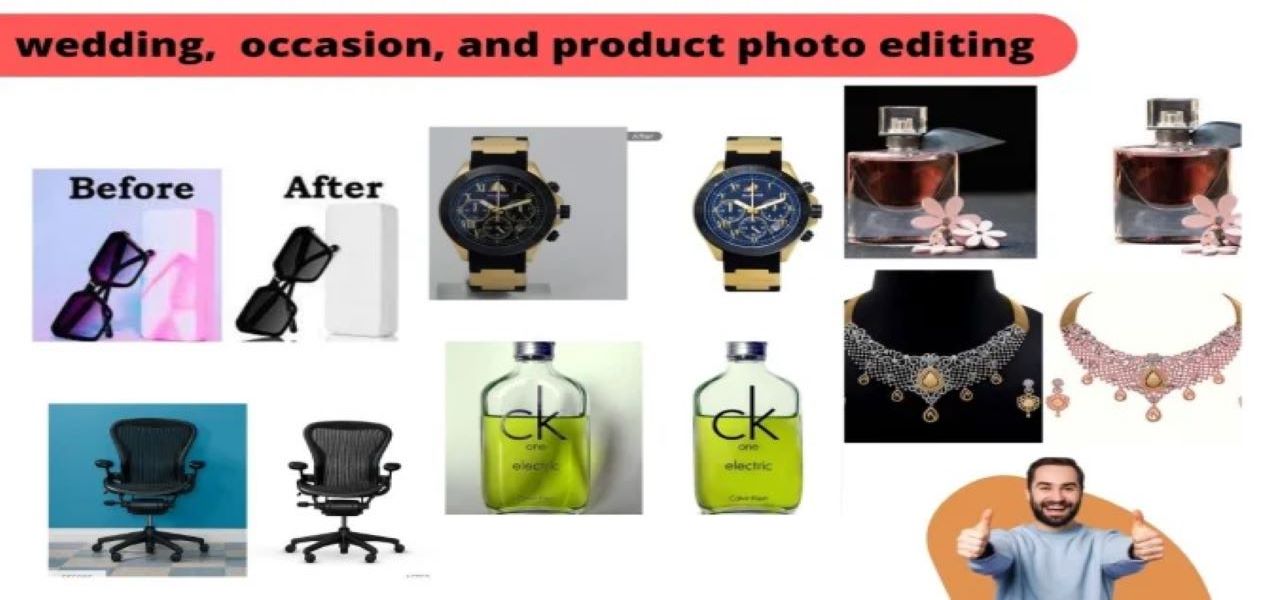 wedding, occasion, and product photo editing
Before
After
After
ck
one
electric
ck
one
electric
Calvin Klein